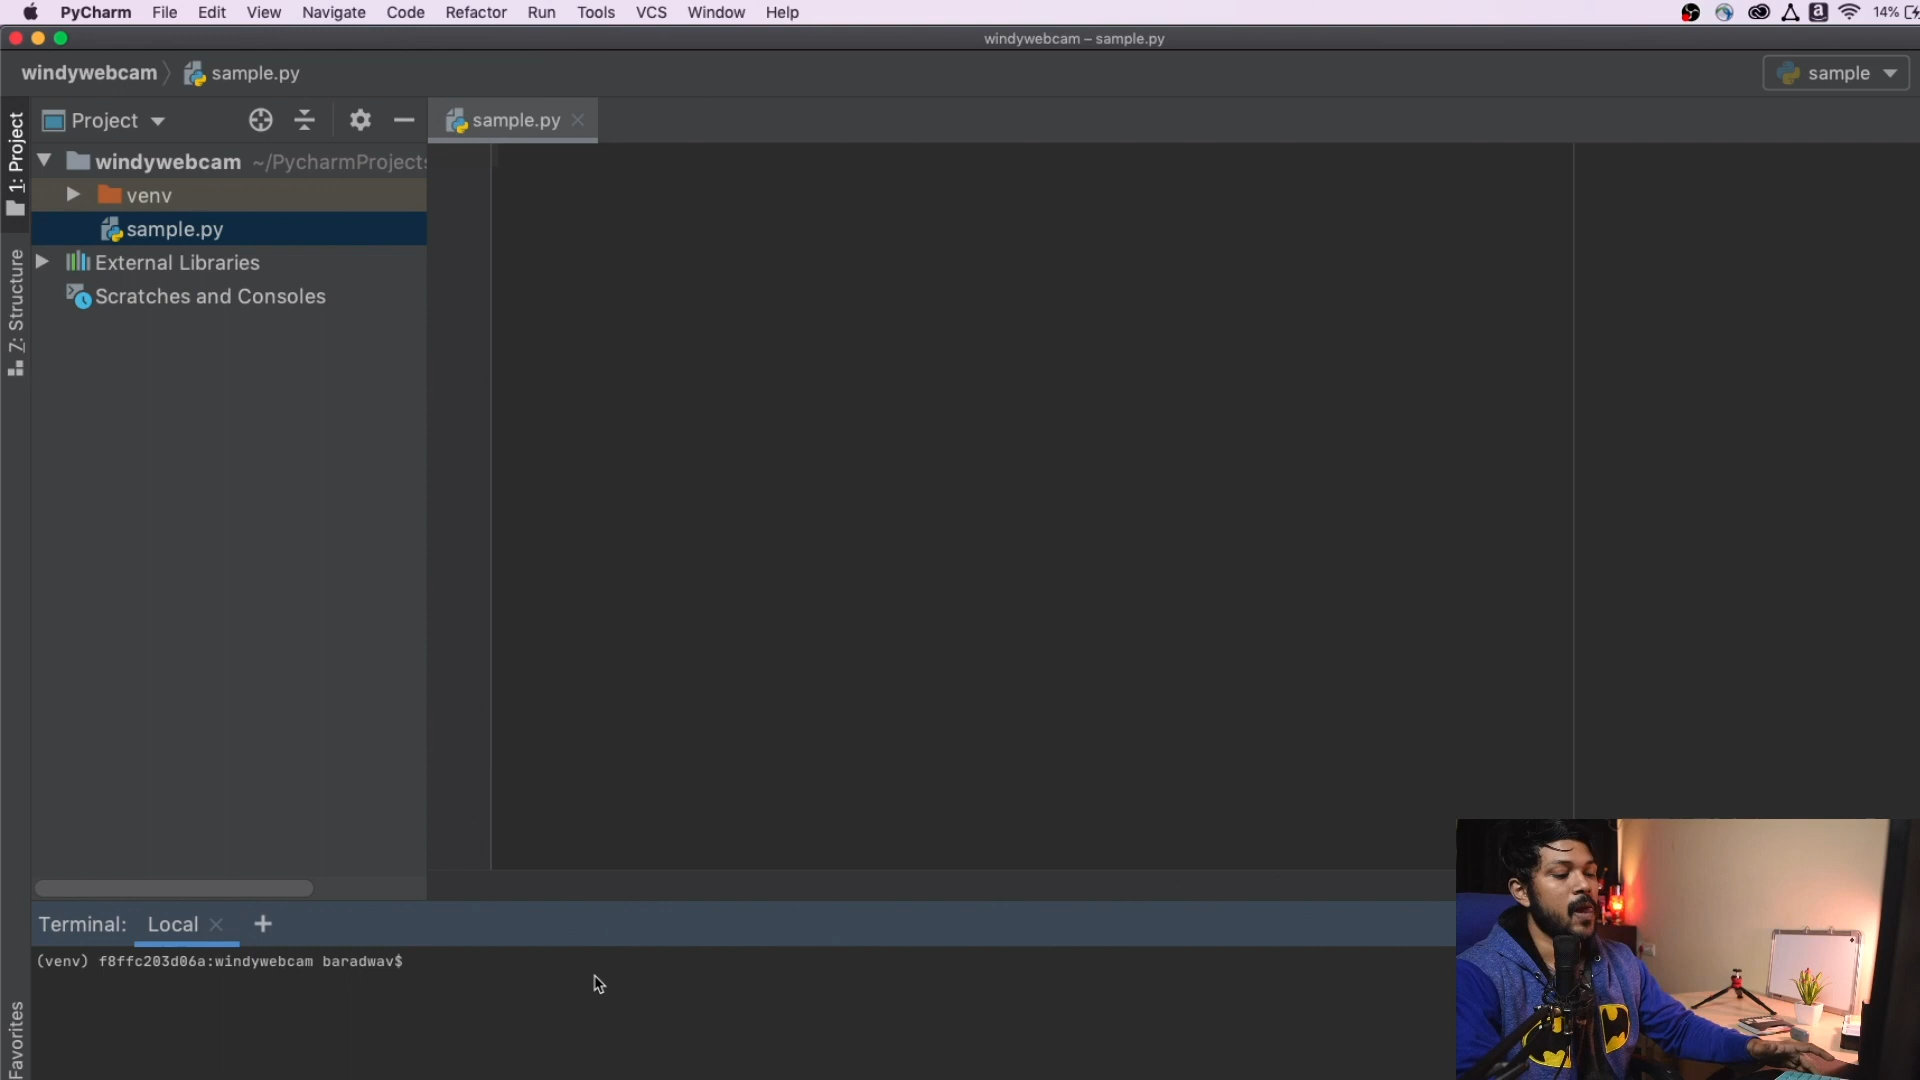 PyCharm File Edit View Navigate Code Refactor Run Tools VCS Window Help 14%
windywebcam – sample.py
windywebcam sample.py sample
1: Project
Project
sample.py
windywebcam ~/PycharmProjects
venv
sample.py
External Libraries
Scratches and Consoles
7: Structure
Terminal: Local +
(venv) f8ffc203d06a:windywebcam baradwav$
Favorites